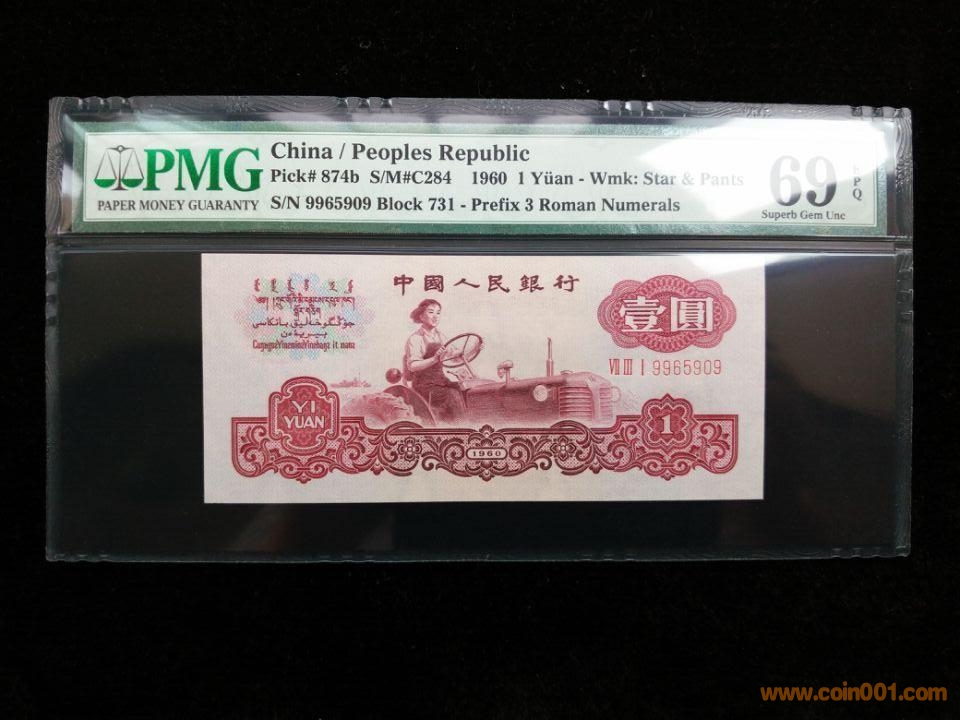 PMG
PAPER MONEY GUARANTY
China / Peoples Republic
Pick# 874b S/M#C284 1960 1 Yüan - Wmk: Star & Pants
S/N 9965909 Block 731 - Prefix 3 Roman Numerals
69 EPQ
Superb Gem Unc
中國人民銀行
壹圓
VII III I 9965909
YI
YUAN
1960
1
www.coin001.com